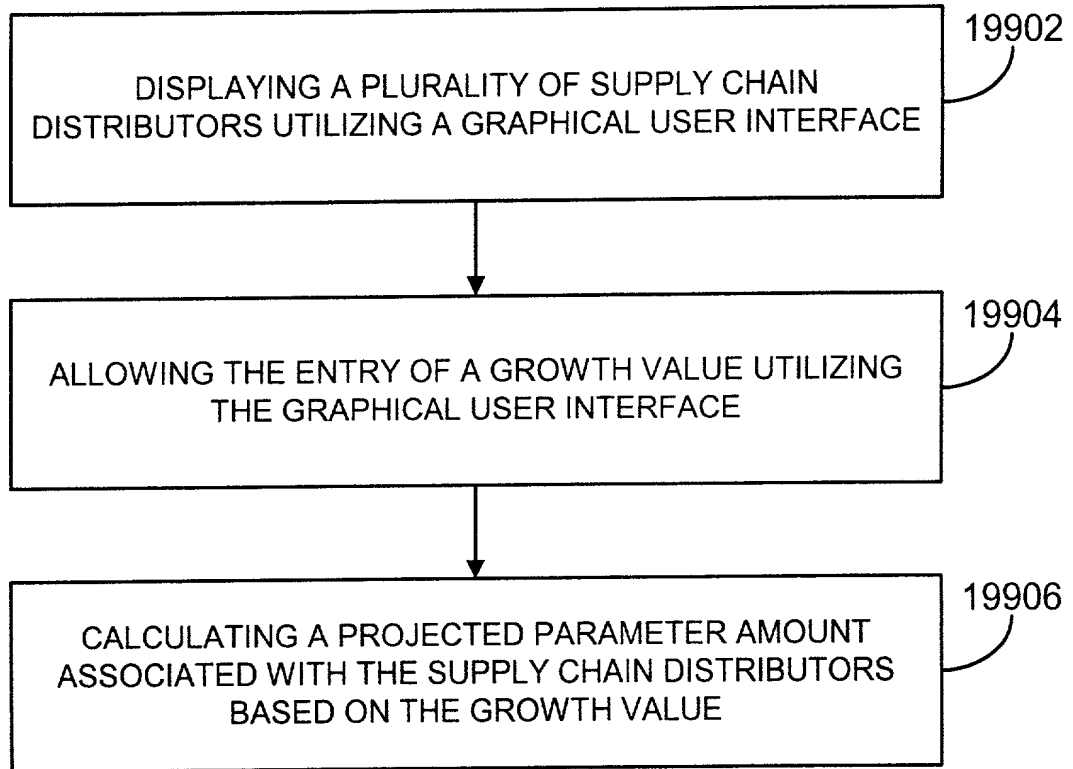 19902
DISPLAYING A PLURALITY OF SUPPLY CHAIN
DISTRIBUTORS UTILIZING A GRAPHICAL USER INTERFACE
19904
ALLOWING THE ENTRY OF A GROWTH VALUE UTILIZING
THE GRAPHICAL USER INTERFACE
19906
CALCULATING A PROJECTED PARAMETER AMOUNT
ASSOCIATED WITH THE SUPPLY CHAIN DISTRIBUTORS
BASED ON THE GROWTH VALUE